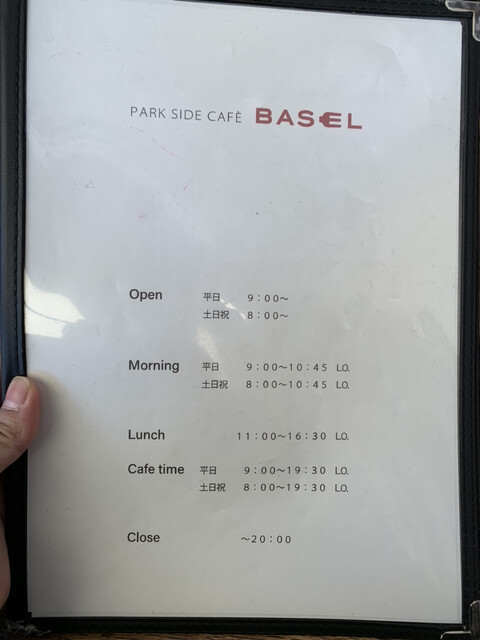 PARK SIDE CAFÈ BASEL
Open 平日 9：00～
土日祝 8：00～
Morning 平日 9：00～10：45 LO.
土日祝 8：00～10：45 LO.
Lunch 11：00～16：30 LO.
Cafe time 平日 9：00～19：30 LO.
土日祝 8：00～19：30 LO.
Close ～20：00